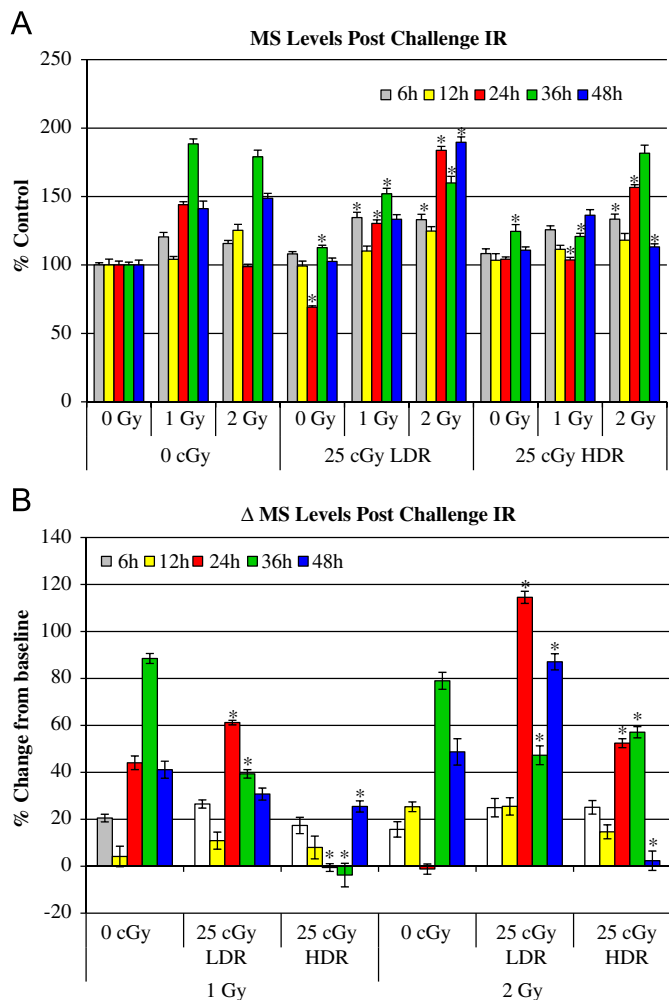 A
MS Levels Post Challenge IR
250
200
150
100
50
0
% Control
6h 12h 24h 36h 48h
* * * * * * * * * * * * * * * *
0 Gy 1 Gy 2 Gy 0 Gy 1 Gy 2 Gy 0 Gy 1 Gy 2 Gy
0 cGy 25 cGy LDR 25 cGy HDR
B
Δ MS Levels Post Challenge IR
140
120
100
80
60
40
20
0
-20
% Change from baseline
6h 12h 24h 36h 48h
* * * * * * * * * * *
0 cGy 25 cGy LDR 25 cGy HDR 0 cGy 25 cGy LDR 25 cGy HDR
1 Gy 2 Gy